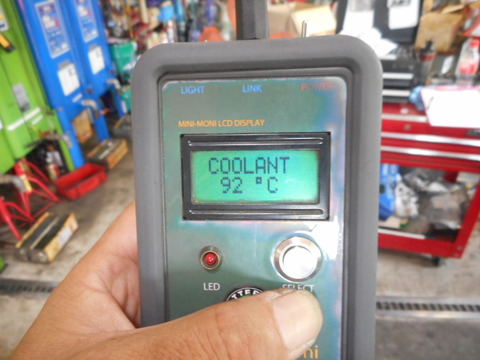 LIGHT LINK POWER
MINI-MONI LCD DISPLAY
COOLANT
92 °C
LED SELECT